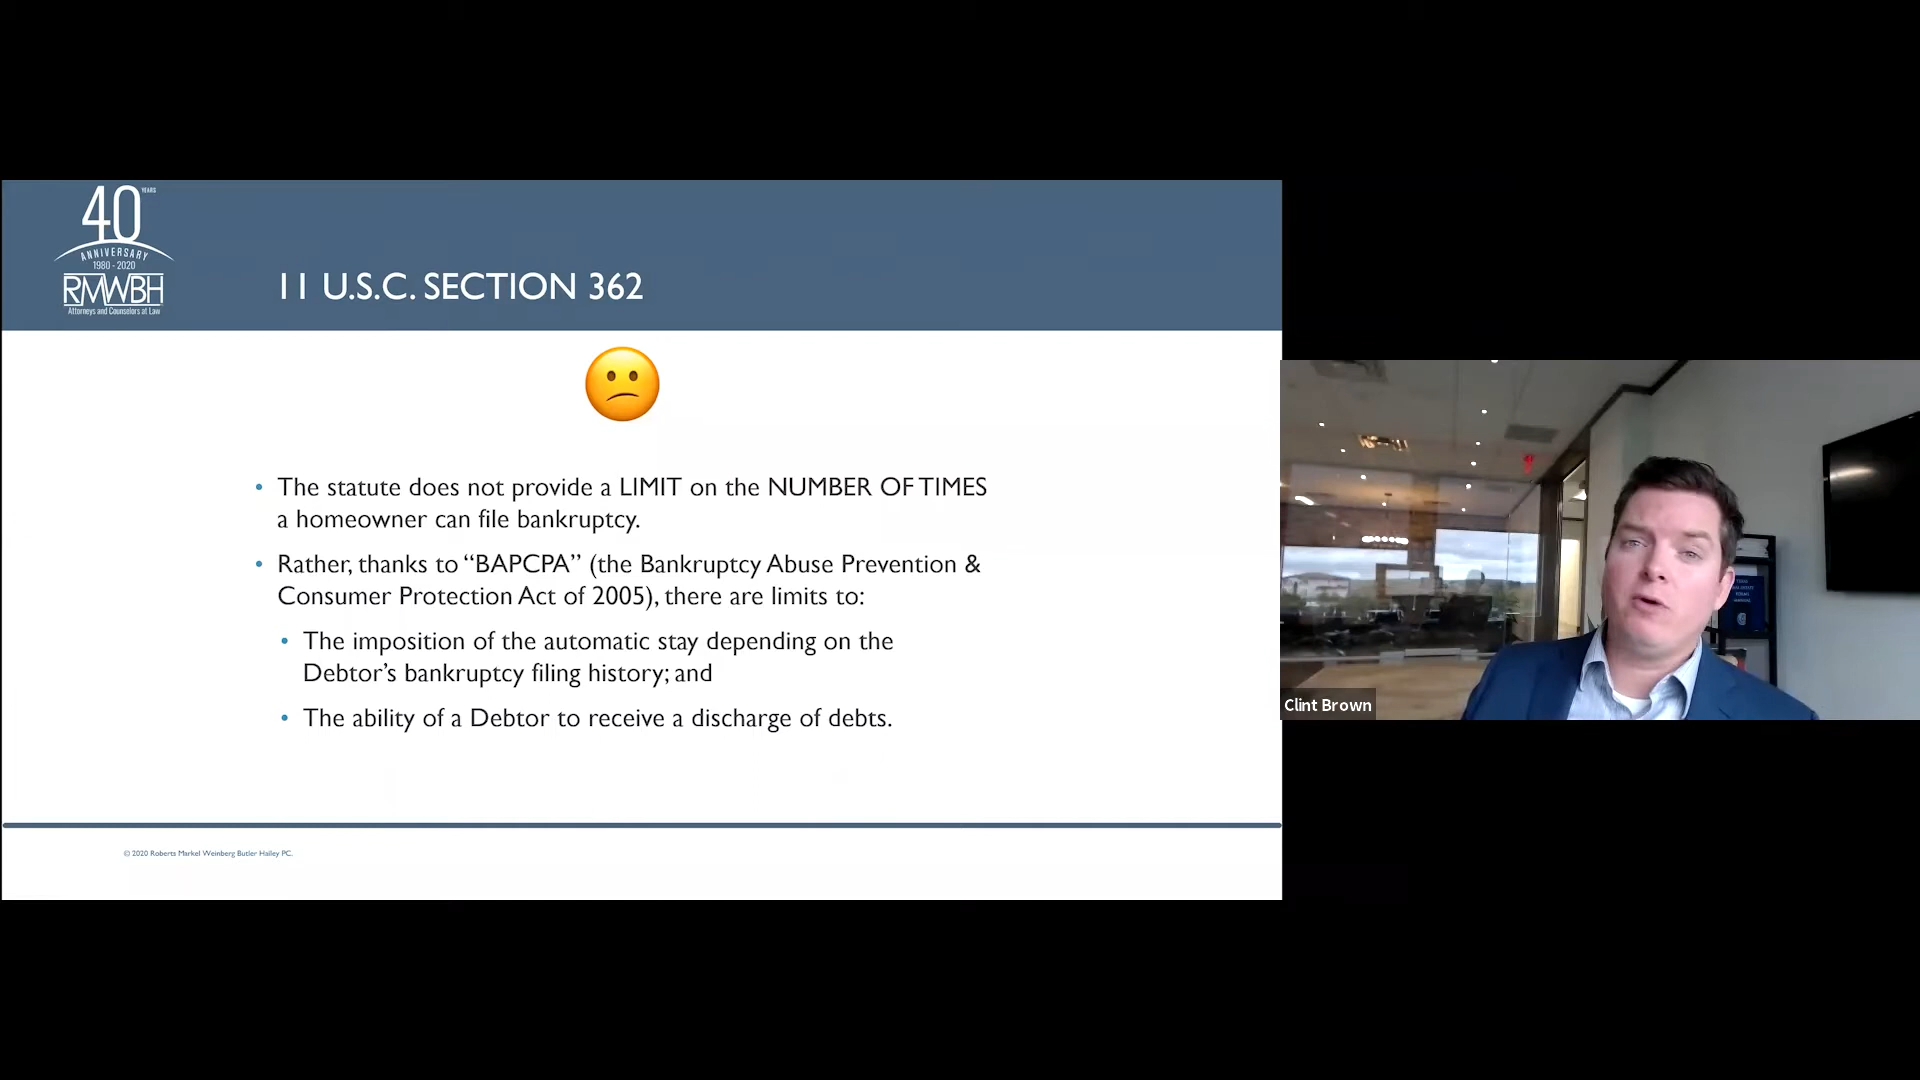 40 YEARS
ANNIVERSARY
1980 - 2020
RMWBH
Attorneys and Counselors at Law
11 U.S.C. SECTION 362
• The statute does not provide a LIMIT on the NUMBER OF TIMES
a homeowner can file bankruptcy.
• Rather, thanks to “BAPCPA” (the Bankruptcy Abuse Prevention &
Consumer Protection Act of 2005), there are limits to:
• The imposition of the automatic stay depending on the
Debtor’s bankruptcy filing history; and
• The ability of a Debtor to receive a discharge of debts.
© 2020 Roberts Markel Weinberg Butler Hailey PC.
Clint Brown